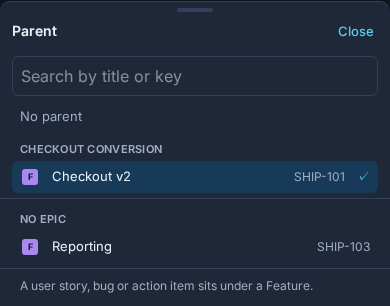 Parent Close
Search by title or key
No parent
CHECKOUT CONVERSION
F Checkout v2 SHIP-101 ✓
NO EPIC
F Reporting SHIP-103
A user story, bug or action item sits under a Feature.